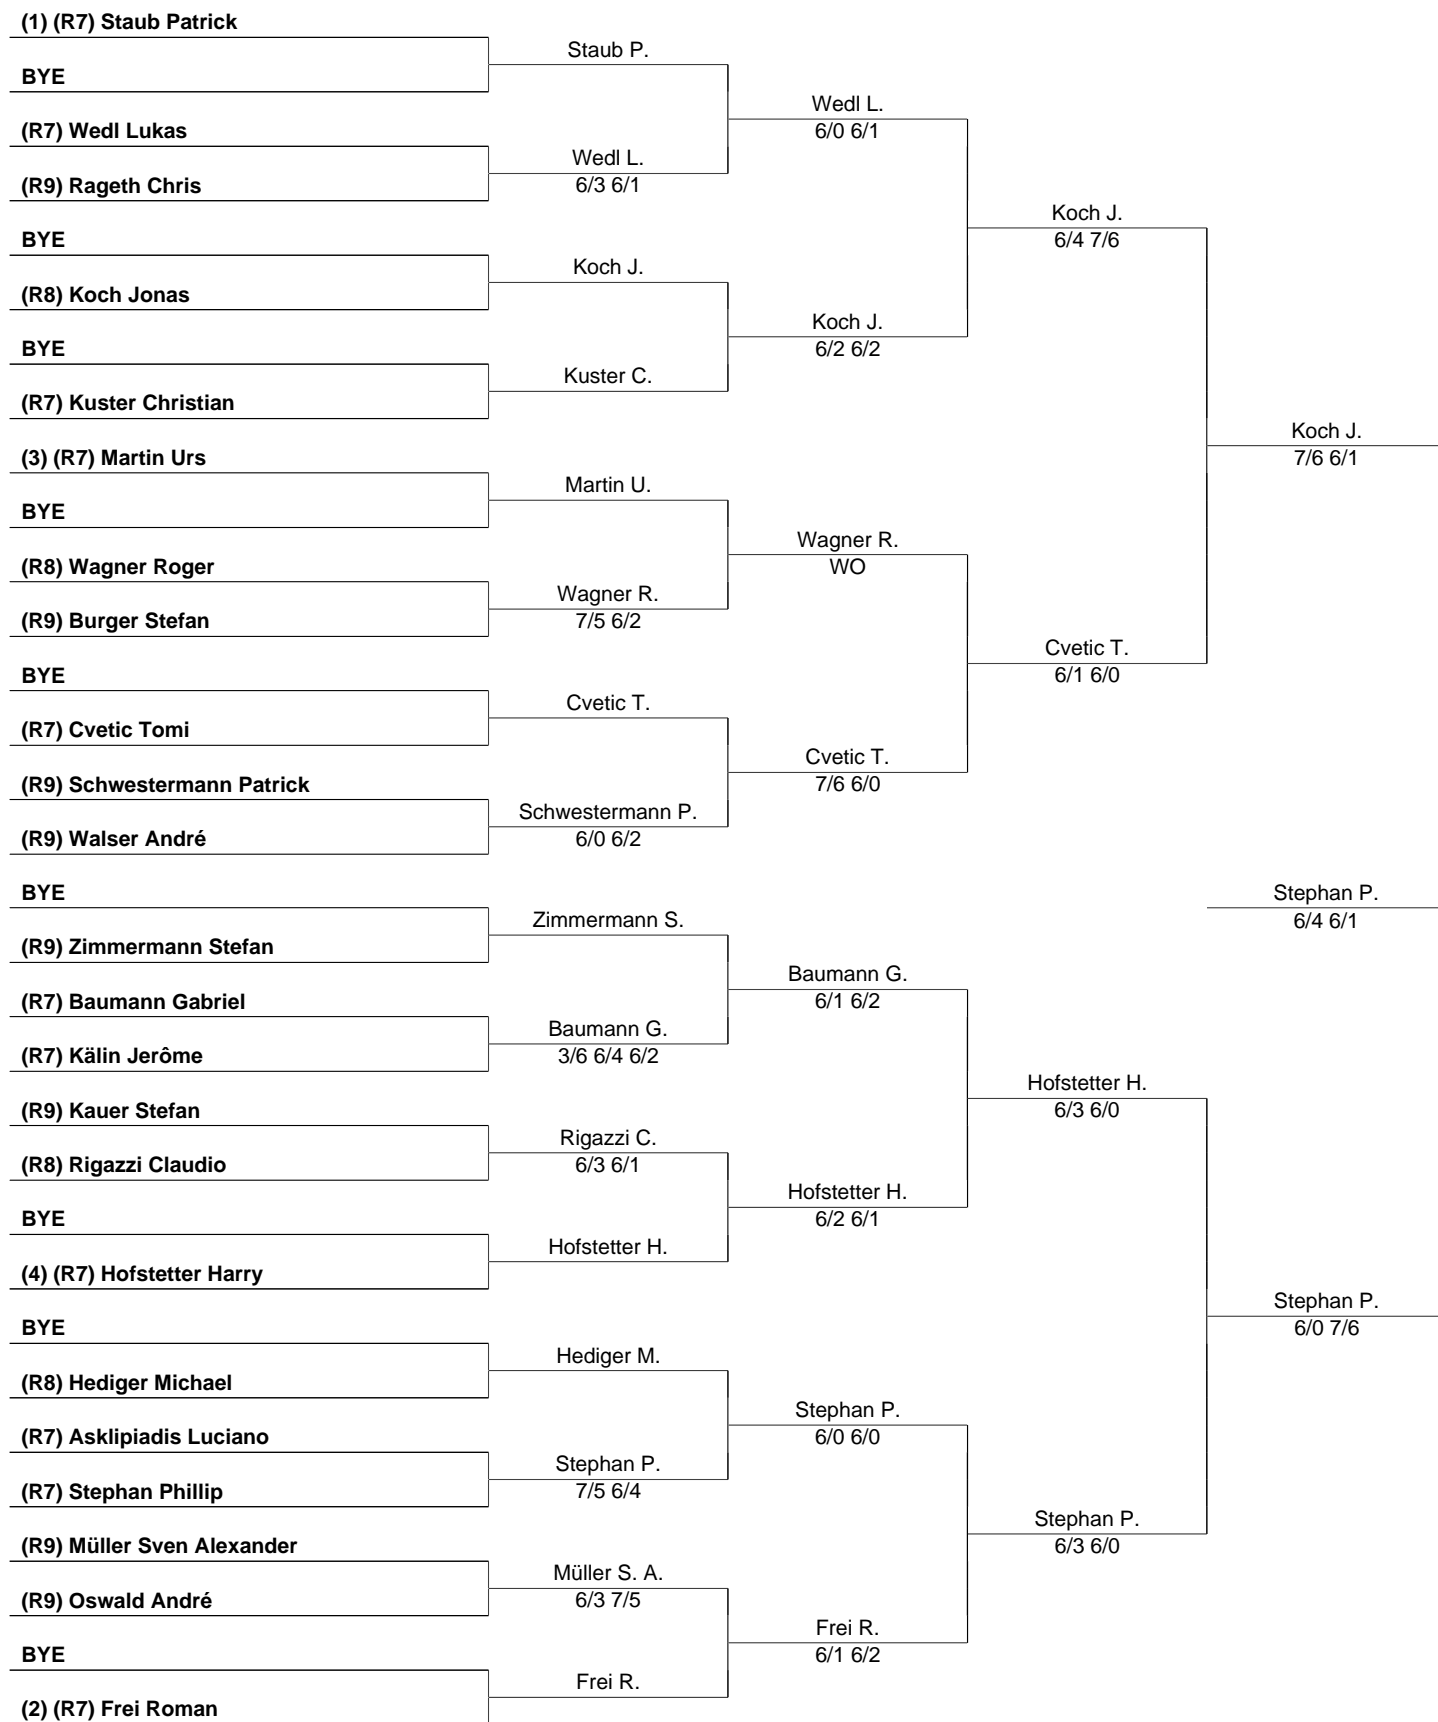 (1) (R7) Staub Patrick
BYE
(R7) Wedl Lukas
(R9) Rageth Chris
BYE
(R8) Koch Jonas
BYE
(R7) Kuster Christian
(3) (R7) Martin Urs
BYE
(R8) Wagner Roger
(R9) Burger Stefan
BYE
(R7) Cvetic Tomi
(R9) Schwestermann Patrick
(R9) Walser André
BYE
(R9) Zimmermann Stefan
(R7) Baumann Gabriel
(R7) Kälin Jerôme
(R9) Kauer Stefan
(R8) Rigazzi Claudio
BYE
(4) (R7) Hofstetter Harry
BYE
(R8) Hediger Michael
(R7) Asklipiadis Luciano
(R7) Stephan Phillip
(R9) Müller Sven Alexander
(R9) Oswald André
BYE
(2) (R7) Frei Roman
Staub P.
Wedl L.
6/3 6/1
Koch J.
Kuster C.
Martin U.
Wagner R.
7/5 6/2
Cvetic T.
Schwestermann P.
6/0 6/2
Zimmermann S.
Baumann G.
3/6 6/4 6/2
Rigazzi C.
6/3 6/1
Hofstetter H.
Hediger M.
Stephan P.
7/5 6/4
Müller S. A.
6/3 7/5
Frei R.
Wedl L.
6/0 6/1
Koch J.
6/2 6/2
Wagner R.
WO
Cvetic T.
7/6 6/0
Baumann G.
6/1 6/2
Hofstetter H.
6/2 6/1
Stephan P.
6/0 6/0
Frei R.
6/1 6/2
Koch J.
6/4 7/6
Cvetic T.
6/1 6/0
Hofstetter H.
6/3 6/0
Stephan P.
6/3 6/0
Koch J.
7/6 6/1
Stephan P.
6/4 6/1
Stephan P.
6/0 7/6